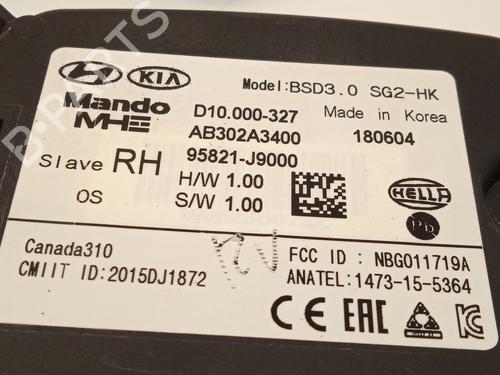 HYUNDAI KIA Model:BSD3.0 SG2-HK
Mando D10.000-327 Made in Korea
MHE AB302A3400 180604
Slave RH 95821-J9000
OS H/W 1.00
S/W 1.00
HELLA
Pb
Canada310
CMIIT ID:2015DJ1872
FCC ID : NBG011719A
ANATEL:1473-15-5364
CE EAC
B-PARTS